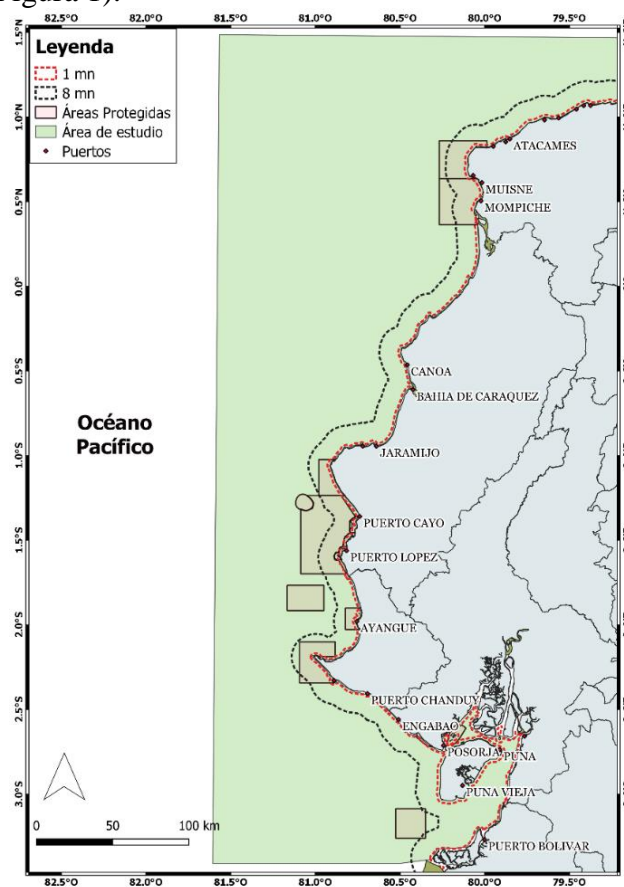 Figura 1).
82.5°O 82.0°O 81.0°O 80.5°O 80.0°O 79.5°O
Leyenda
1 mn
8 mn
Áreas Protegidas
Área de estudio
Puertos
1.5°N
1.0°N
0.5°N
0.0°
0.5°S
1.0°S
1.5°S
2.0°S
2.5°S
3.0°S
ATACAMES
MUISNE
MOMPICHE
CANOA
BAHIA DE CARAQUEZ
Océano
Pacífico
JARAMIJO
PUERTO CAYO
PUERTO LOPEZ
AYANGUE
PUERTO CHANDUY
ENGABAO
POSORJA
PUNA
PUNA VIEJA
PUERTO BOLIVAR
0 50 100 km
82.5°O 82.0°O 81.5°O 81.0°O 80.5°O 80.0°O 79.5°O